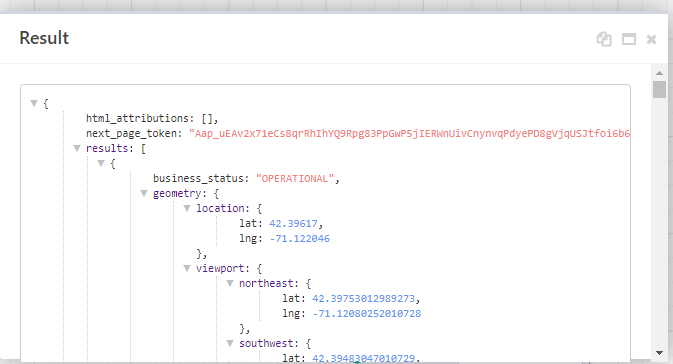 Result
{
html_attributions: [],
next_page_token: "Aap_uEAv2x71eCs8qrRhIhYQ9Rpg83PpGwP5jIERWnUivCnynvqPdyePD8gVjqUSJtfoi6b6
results: [
{
business_status: "OPERATIONAL",
geometry: {
location: {
lat: 42.39617,
lng: -71.122046
},
viewport: {
northeast: {
lat: 42.39753012989273,
lng: -71.12080252010728
},
southwest: {
lat: 42.39483047010729,